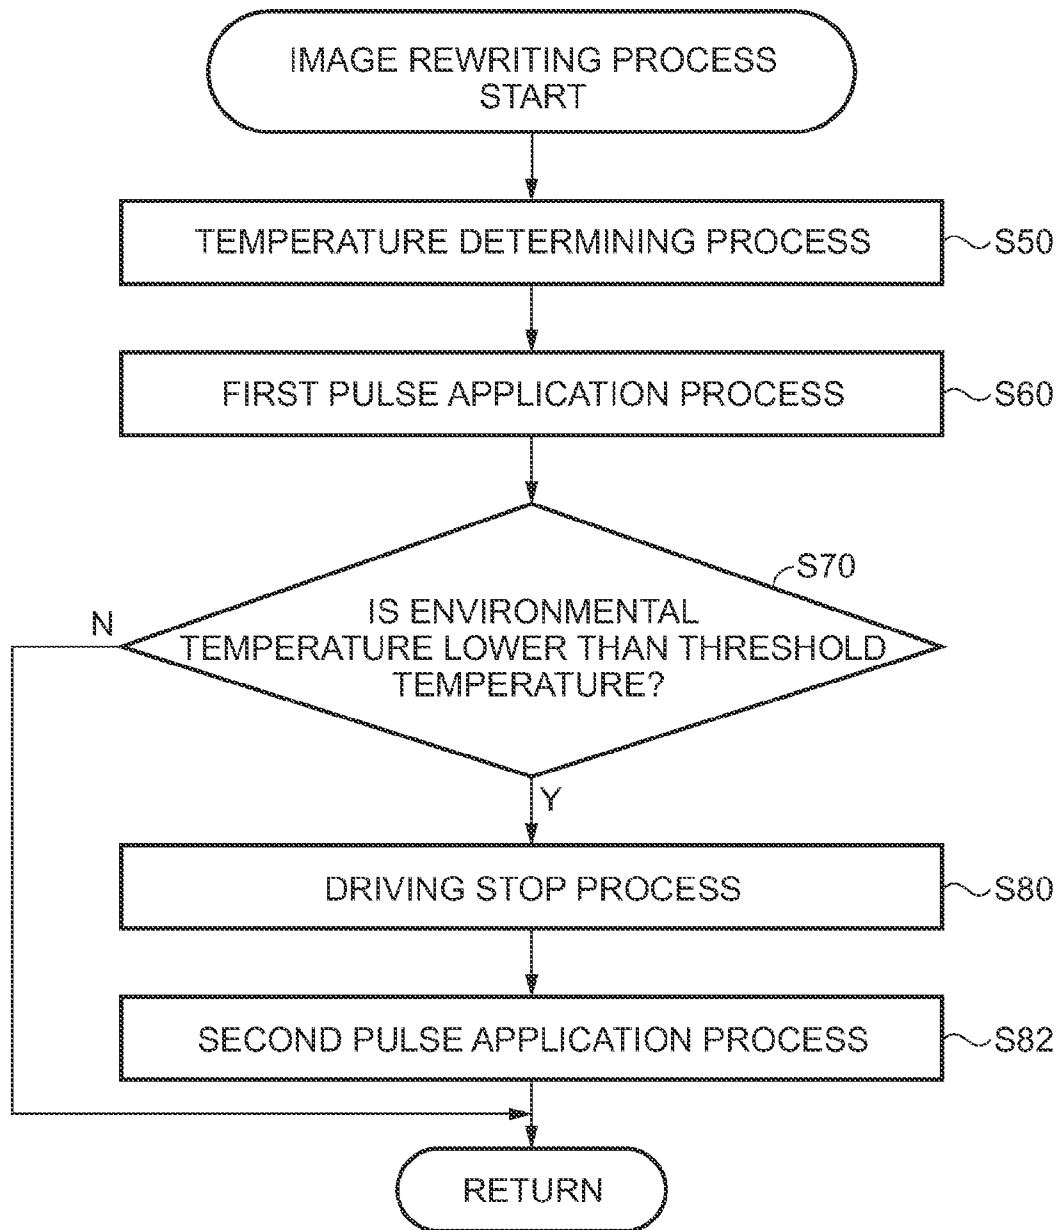 IMAGE REWRITING PROCESS
START
TEMPERATURE DETERMINING PROCESS
S50
FIRST PULSE APPLICATION PROCESS
S60
S70
N
IS ENVIRONMENTAL
TEMPERATURE LOWER THAN THRESHOLD
TEMPERATURE?
Y
DRIVING STOP PROCESS
S80
SECOND PULSE APPLICATION PROCESS
S82
RETURN